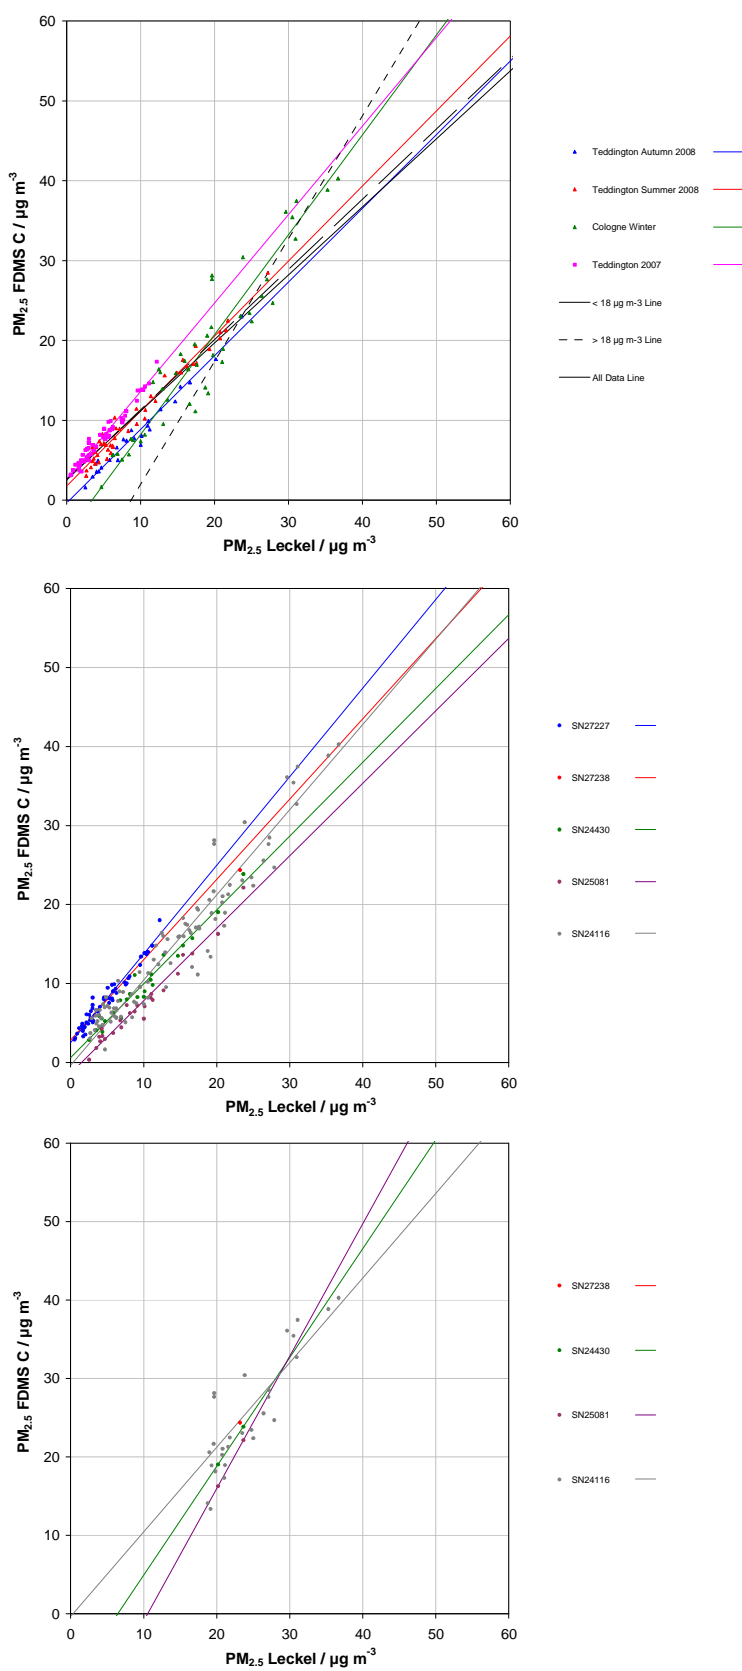 60
50
40
30
20
10
0
PM2.5 FDMS C / µg m-3
0 10 20 30 40 50 60
PM2.5 Leckel / µg m-3
Teddington Autumn 2008
Teddington Summer 2008
Cologne Winter
Teddington 2007
< 18 µg m-3 Line
> 18 µg m-3 Line
All Data Line
60
50
40
30
20
10
0
PM2.5 FDMS C / µg m-3
0 10 20 30 40 50 60
PM2.5 Leckel / µg m-3
SN27227
SN27238
SN24430
SN25081
SN24116
60
50
40
30
20
10
0
PM2.5 FDMS C / µg m-3
0 10 20 30 40 50 60
PM2.5 Leckel / µg m-3
SN27238
SN24430
SN25081
SN24116